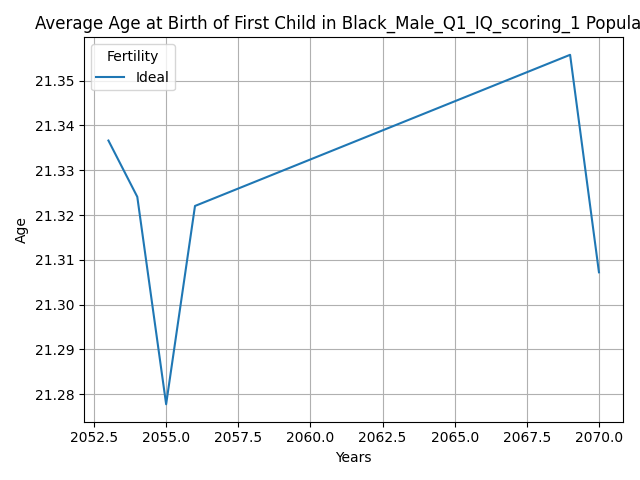 Average Age at Birth of First Child in Black_Male_Q1_IQ_scoring_1 Popula
Fertility
Ideal
21.35
21.34
21.33
21.32
21.31
21.30
21.29
21.28
Age
2052.5 2055.0 2057.5 2060.0 2062.5 2065.0 2067.5 2070.0
Years